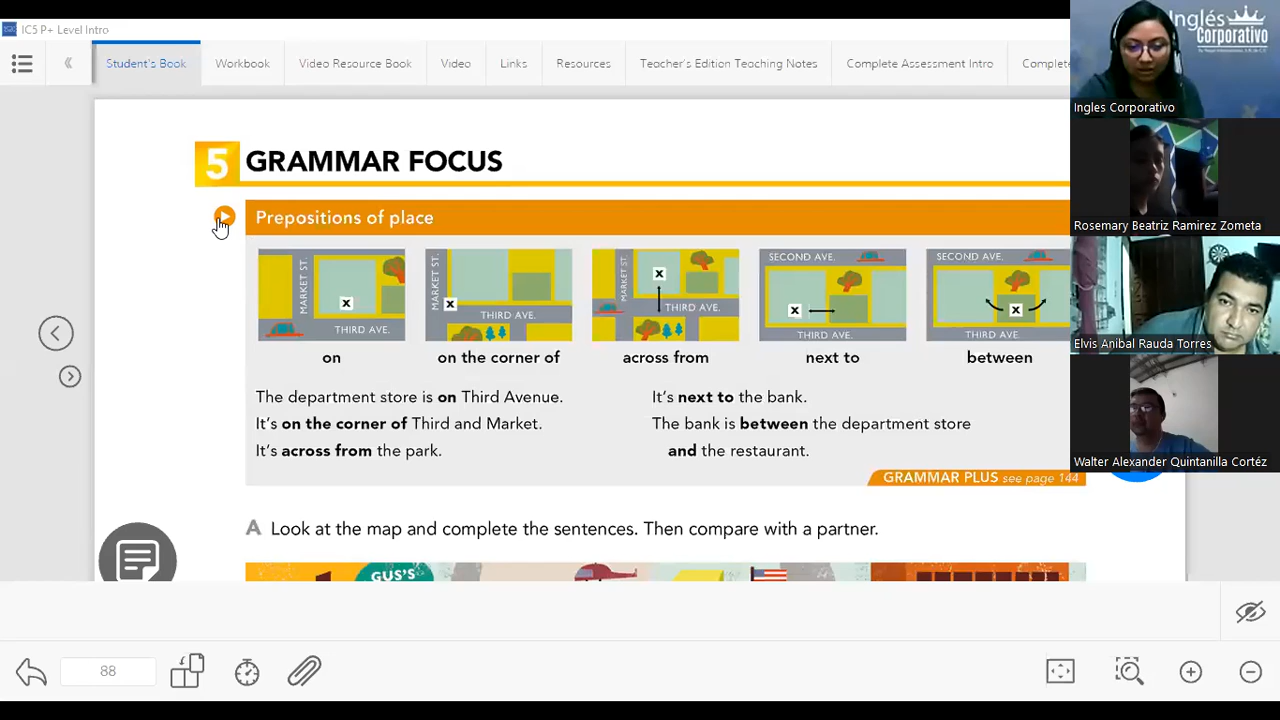 IC5 P+ Level Intro
Student's Book
Workbook
Video Resource Book
Video
Links
Resources
Teacher's Edition Teaching Notes
Complete Assessment Intro
Complete
Inglés
Corporativo
Ingles Corporativo
Rosemary Beatriz Ramirez Zometa
Elvis Anibal Rauda Torres
Walter Alexander Quintanilla Cortéz
5 GRAMMAR FOCUS
Prepositions of place
MARKET ST.
THIRD AVE.
MARKET ST.
THIRD AVE.
MARKET ST.
THIRD AVE.
SECOND AVE.
THIRD AVE.
SECOND AVE.
THIRD AVE.
x
x
x
x
x
on
on the corner of
across from
next to
between
The department store is on Third Avenue.
It's on the corner of Third and Market.
It's across from the park.
It's next to the bank.
The bank is between the department store
and the restaurant.
GRAMMAR PLUS see page 144
A Look at the map and complete the sentences. Then compare with a partner.
GUS'S
88